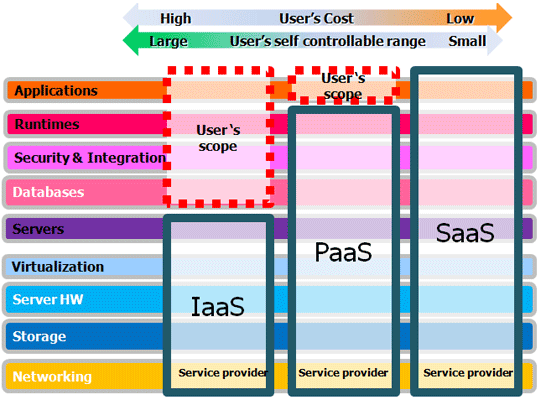 High User's Cost Low
Large User's self controllable range Small
Applications
User`s
scope
Runtimes
User`s
scope
Security & Integration
Databases
Servers
SaaS
PaaS
Virtualization
Server HW
IaaS
Storage
Networking
Service provider
Service provider
Service provider